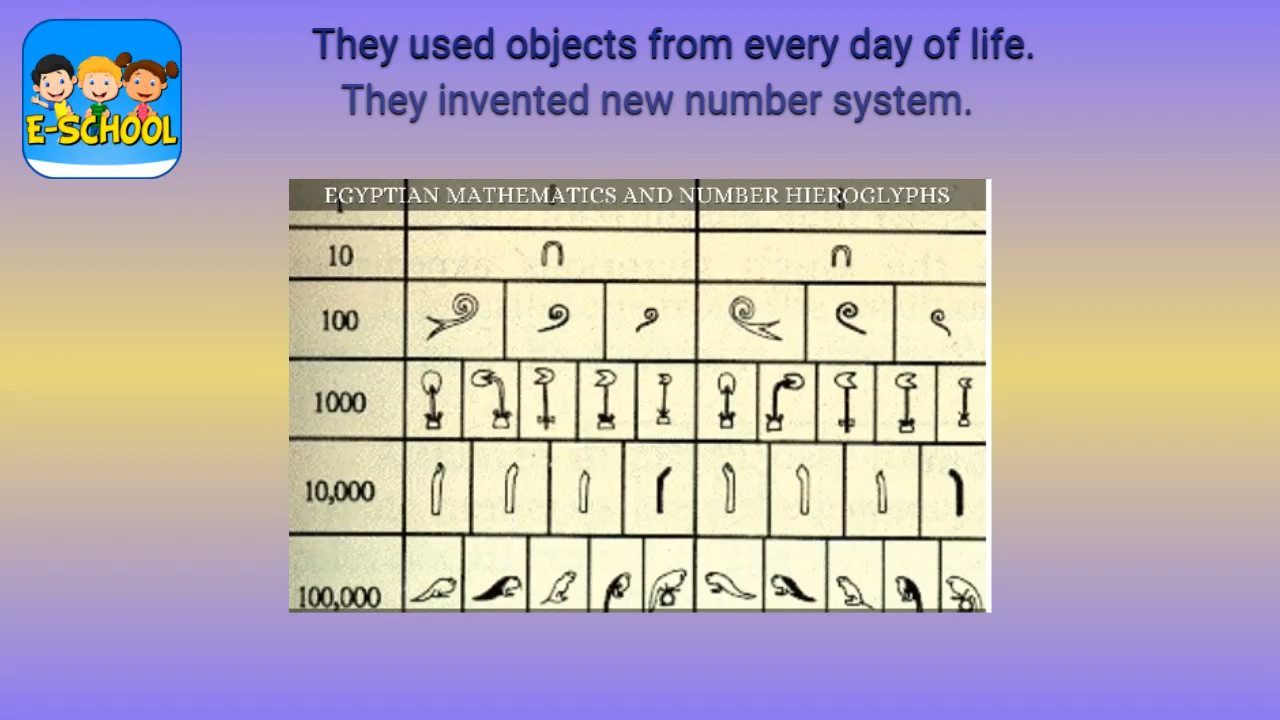 They used objects from every day of life.
They invented new number system.
E-SCHOOL
EGYPTIAN MATHEMATICS AND NUMBER HIEROGLYPHS
10
100
1000
10,000
100,000